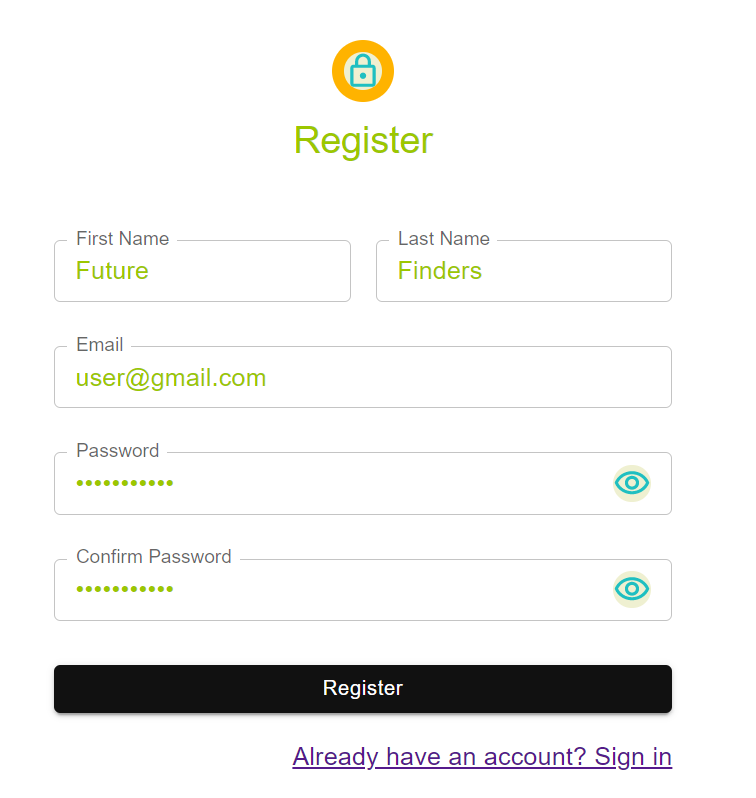 Register
First Name Last Name
Future Finders
Email
user@gmail.com
Password
•••••••••••
Confirm Password
•••••••••••
Register
Already have an account? Sign in